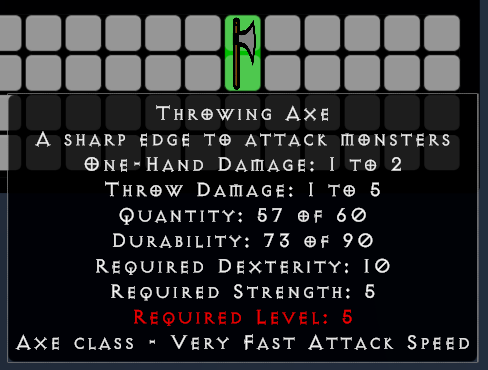 Throwing Axe
A sharp edge to attack monsters
One-Hand Damage: 1 to 2
Throw Damage: 1 to 5
Quantity: 57 of 60
Durability: 73 of 90
Required Dexterity: 10
Required Strength: 5
Required Level: 5
Axe class - Very Fast Attack Speed